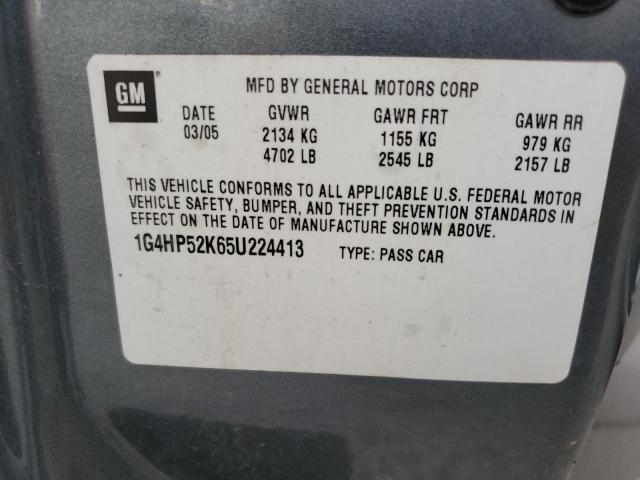 GM
MFD BY GENERAL MOTORS CORP
DATE GVWR GAWR FRT GAWR RR
03/05 2134 KG 1155 KG 979 KG
4702 LB 2545 LB 2157 LB
THIS VEHICLE CONFORMS TO ALL APPLICABLE U.S. FEDERAL MOTOR
VEHICLE SAFETY, BUMPER, AND THEFT PREVENTION STANDARDS IN
EFFECT ON THE DATE OF MANUFACTURE SHOWN ABOVE.
1G4HP52K65U224413 TYPE: PASS CAR